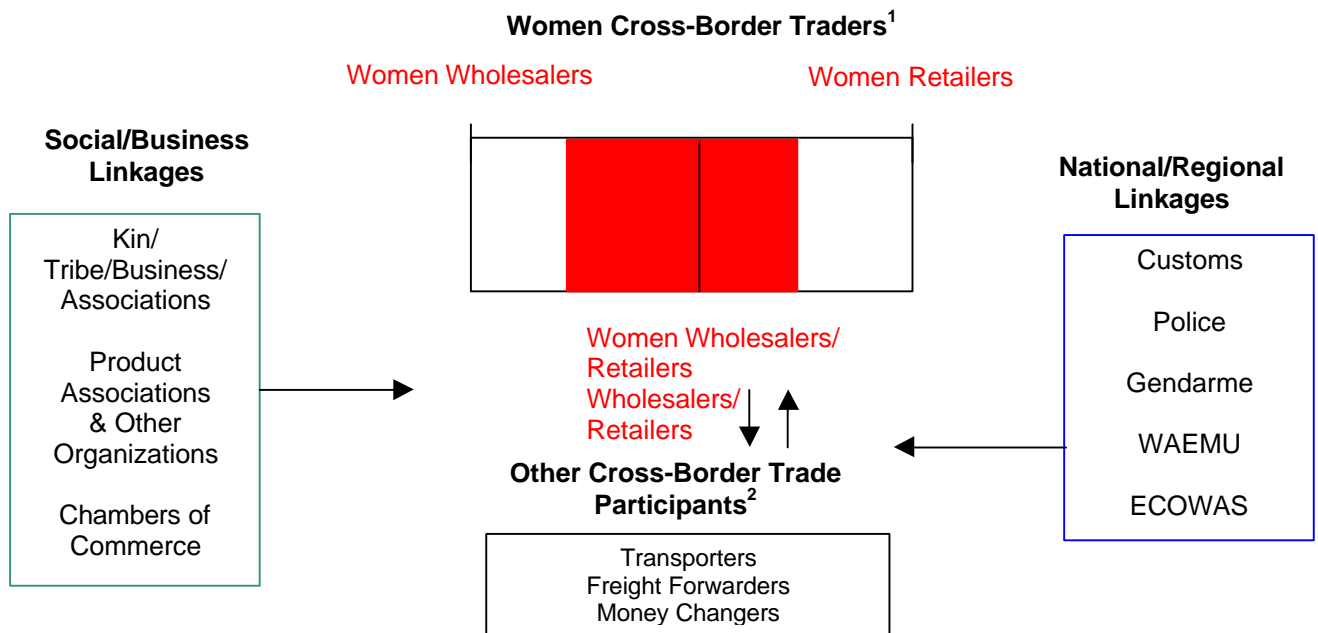 Women Cross-Border Traders1
Women Wholesalers
Women Retailers
Social/Business
Linkages
Kin/
Tribe/Business/
Associations
Product
Associations
& Other
Organizations
Chambers of
Commerce
Women Wholesalers/
Retailers
Wholesalers/
Retailers
Other Cross-Border Trade
Participants2
Transporters
Freight Forwarders
Money Changers
National/Regional
Linkages
Customs
Police
Gendarme
WAEMU
ECOWAS